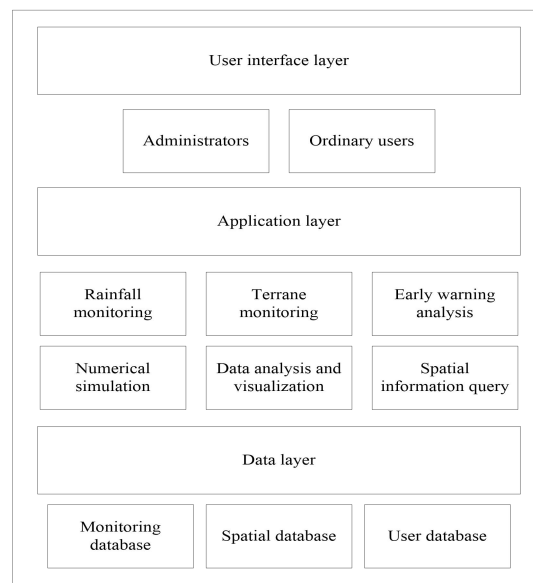 User interface layer
Administrators
Ordinary users
Application layer
Rainfall
monitoring
Terrane
monitoring
Early warning
analysis
Numerical
simulation
Data analysis and
visualization
Spatial
information query
Data layer
Monitoring
database
Spatial database
User database